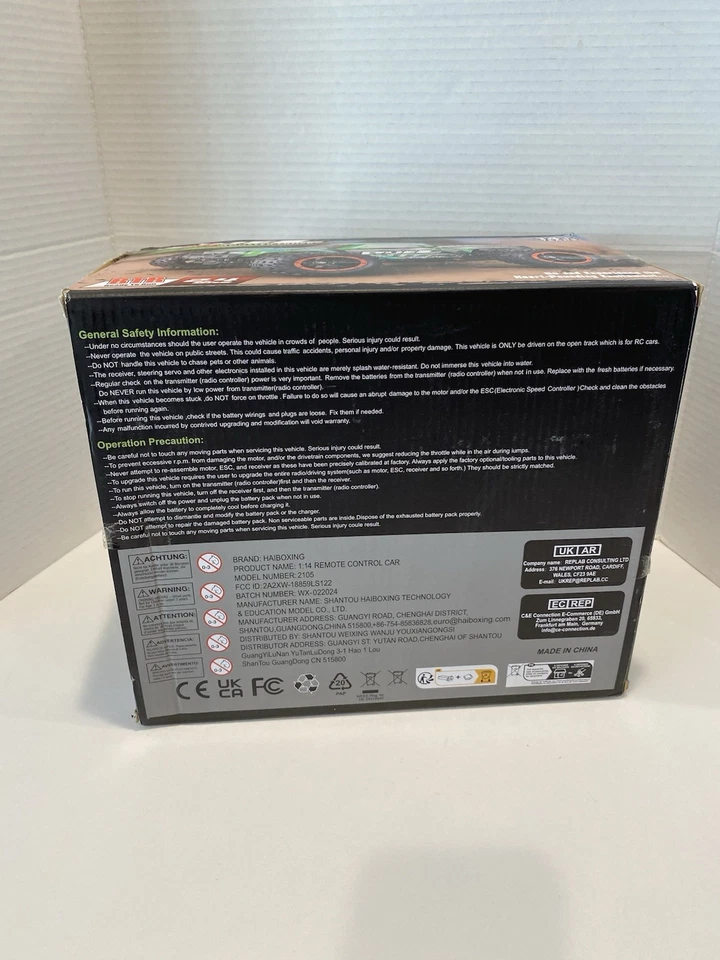 General Safety Information:
--Under no circumstances should the user operate the vehicle in crowds of people. Serious injury could result.
--Never operate the vehicle on public streets. This could cause traffic accidents, personal injury and/or property damage. This vehicle is ONLY be driven on the open track which is for RC cars.
--Do NOT handle this vehicle to chase pets or other animals.
--The receiver, steering servo and other electronics installed in this vehicle are merely splash water-resistant. Do not immerse this vehicle into water.
--Regular check on the transmitter (radio controller) power is very important. Remove the batteries from the transmitter (radio controller) when not in use. Replace with the fresh batteries if necessary.
Do NEVER run this vehicle by low power from transmitter(radio controller).
--When this vehicle becomes stuck ,do NOT force on throttle . Failure to do so will cause an abrupt damage to the motor and/or the ESC(Electronic Speed Controller )Check and clean the obstacles
before running again.
--Before running this vehicle ,check if the battery wirings and plugs are loose. Fix them if needed.
--Any malfunction incurred by contrived upgrading and modification will void warranty.
Operation Precaution:
--Be careful not to touch any moving parts when servicing this vehicle. Serious injury could result.
--To prevent excessive r.p.m. from damaging the motor, and/or the drivetrain components, we suggest reducing the throttle while in the air during jumps.
--Never attempt to re-assemble motor, ESC, and receiver as these have been precisely calibrated at factory. Always apply the factory optional/tooling parts to this vehicle.
--To upgrade this vehicle requires the user to upgrade the entire radio/driving system(such as motor, ESC, receiver and so forth.) They should be strictly matched.
--To run this vehicle, turn on the transmitter (radio controller)first and then the receiver.
--To stop running this vehicle, turn off the receiver first, and then the transmitter (radio controller).
--Always switch off the power and unplug the battery pack when not in use.
--Always allow the battery to completely cool before charging it.
--Do NOT attempt to dismantle and modify the battery pack or the charger.
--Do NOT attempt to repair the damaged battery pack. Non serviceable parts are inside.Dispose of the exhausted battery pack properly.
--Be careful not to touch any moving parts when servicing this vehicle. Serious injury coule result.
ACHTUNG:
0-3
WARNING:
0-3
ATTENTION:
0-3
0-3
0-3
BRAND: HAIBOXING
PRODUCT NAME: 1:14 REMOTE CONTROL CAR
MODEL NUMBER: 2105
FCC ID:2A2XW-18859LS122
BATCH NUMBER: WX-022024
MANUFACTURER NAME: SHANTOU HAIBOXING TECHNOLOGY
& EDUCATION MODEL CO., LTD.
MANUFACTURER ADDRESS: GUANGYI ROAD, CHENGHAI DISTRICT,
SHANTOU,GUANGDONG,CHINA 515800,+86-754-85838828,euro@haiboxing.com
DISTRIBUTED BY: SHANTOU WEIXING WANJU YOUXIANGONGSI
DISTRIBUTOR ADDRESS: GUANGYI ST. YUTAN ROAD,CHENGHAI OF SHANTOU
GuangYiLuNan YuTanLuDong 3-1 Hao 1 Lou
ShanTou GuangDong CN 515800
CE UK CA FC
20
PAP
UK AR
Company name : REPLAB CONSULTING LTD
Address : 376 NEWPORT ROAD, CARDIFF,
WALES, CF23 9AE
E-mail: UKREP@REPLAB.CC
EC REP
C&E Connection E-Commerce (DE) GmbH
Zum Linnegraben 20, 65933,
Frankfurt am Main, Germany
info@ce-connection.de
MADE IN CHINA